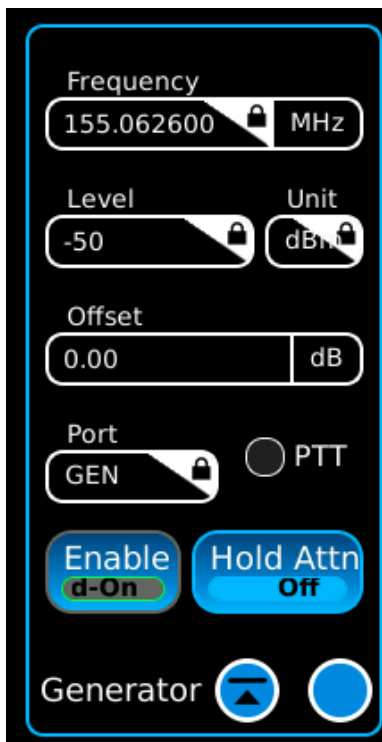 Frequency
155.062600 MHz
Level Unit
-50 dBm
Offset
0.00 dB
Port
GEN PTT
Enable Hold Attn
d-On Off
Generator